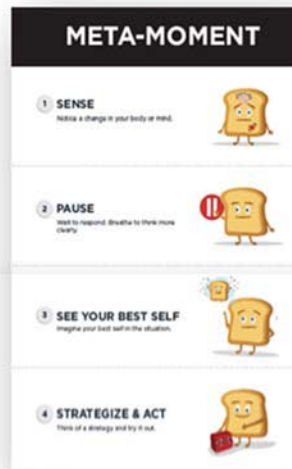 META-MOMENT
1 SENSE
Notice a change in your body or mind.
2 PAUSE
Wait to respond. Breathe to think more
clearly.
3 SEE YOUR BEST SELF
Imagine your best self in the situation.
4 STRATEGIZE & ACT
Think of a strategy and try it out.